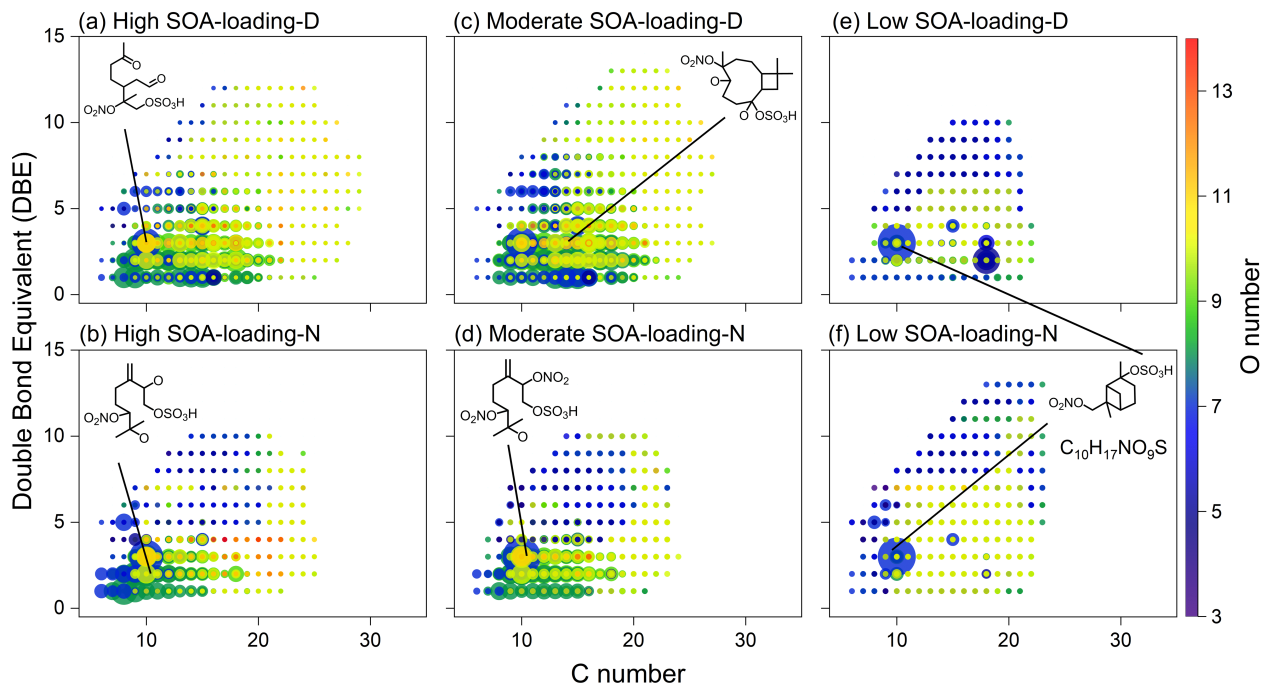 (a) High SOA-loading-D
(c) Moderate SOA-loading-D
(e) Low SOA-loading-D
15
10
5
0
O
O
O₂NO
OSO₃H
O₂NO
O
O
OSO₃H
(b) High SOA-loading-N
(d) Moderate SOA-loading-N
(f) Low SOA-loading-N
15
10
5
0
O
OSO₃H
O₂NO
O
ONO₂
OSO₃H
O₂NO
O
OSO₃H
O₂NO
C₁₀H₁₇NO₉S
10
20
30
10
20
30
10
20
30
C number
Double Bond Equivalent (DBE)
13
11
9
7
5
3
O number